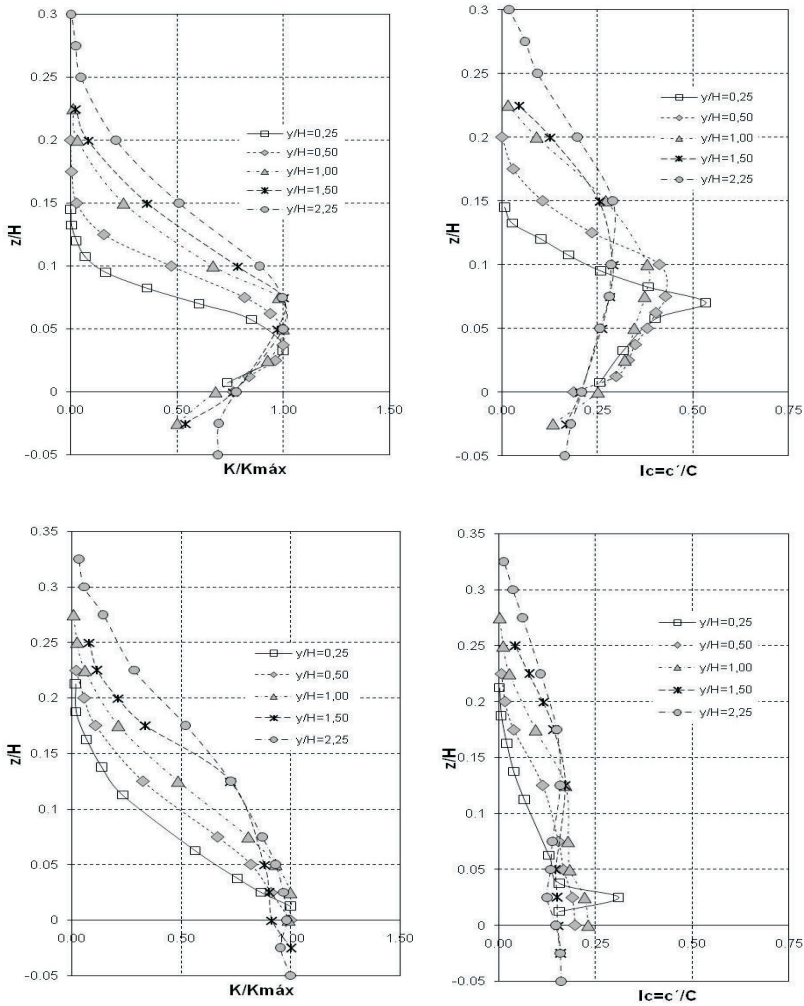 0.3
0.25
0.2
0.15
0.1
0.05
0
-0.05
z/H
0.00
0.50
1.00
1.50
K/Kmáx
y/H=0,25
y/H=0,50
y/H=1,00
y/H=1,50
y/H=2,25
0.3
0.25
0.2
0.15
0.1
0.05
0
-0.05
z/H
0.00
0.25
0.50
0.75
Ic=c´/C
y/H=0,25
y/H=0,50
y/H=1,00
y/H=1,50
y/H=2,25
0.35
0.3
0.25
0.2
0.15
0.1
0.05
0
-0.05
z/H
0.00
0.50
1.00
1.50
K/Kmáx
y/H=0,25
y/H=0,50
y/H=1,00
y/H=1,50
y/H=2,25
0.35
0.3
0.25
0.2
0.15
0.1
0.05
0
-0.05
z/H
0.00
0.25
0.50
0.75
Ic=c´/C
y/H=0,25
y/H=0,50
y/H=1,00
y/H=1,50
y/H=2,25